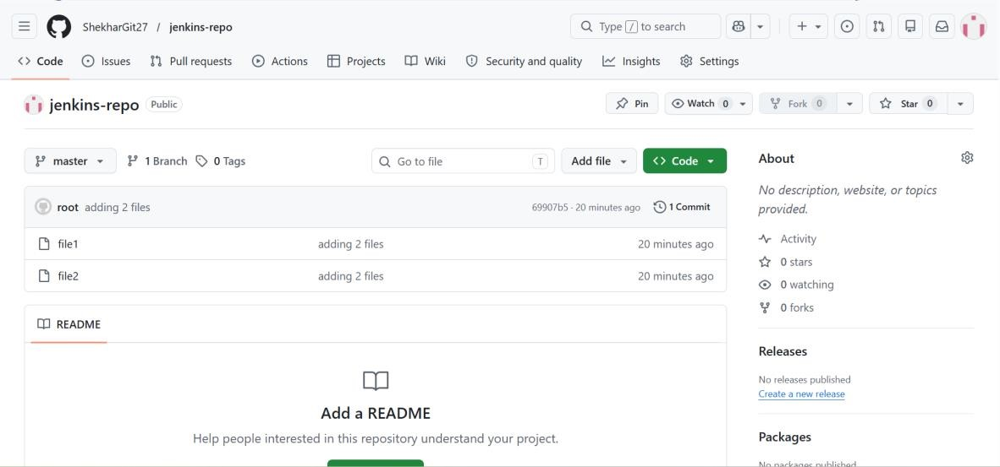 ShekharGit27 / jenkins-repo
Type / to search
Code Issues Pull requests Actions Projects Wiki Security and quality Insights Settings
jenkins-repo Public
Pin Watch 0 Fork 0 Star 0
master 1 Branch 0 Tags
Go to file T Add file Code
root adding 2 files 69907b5 · 20 minutes ago 1 Commit
file1 adding 2 files 20 minutes ago
file2 adding 2 files 20 minutes ago
README
Add a README
Help people interested in this repository understand your project.
About
No description, website, or topics
provided.
Activity
0 stars
0 watching
0 forks
Releases
No releases published
Create a new release
Packages
No packages published